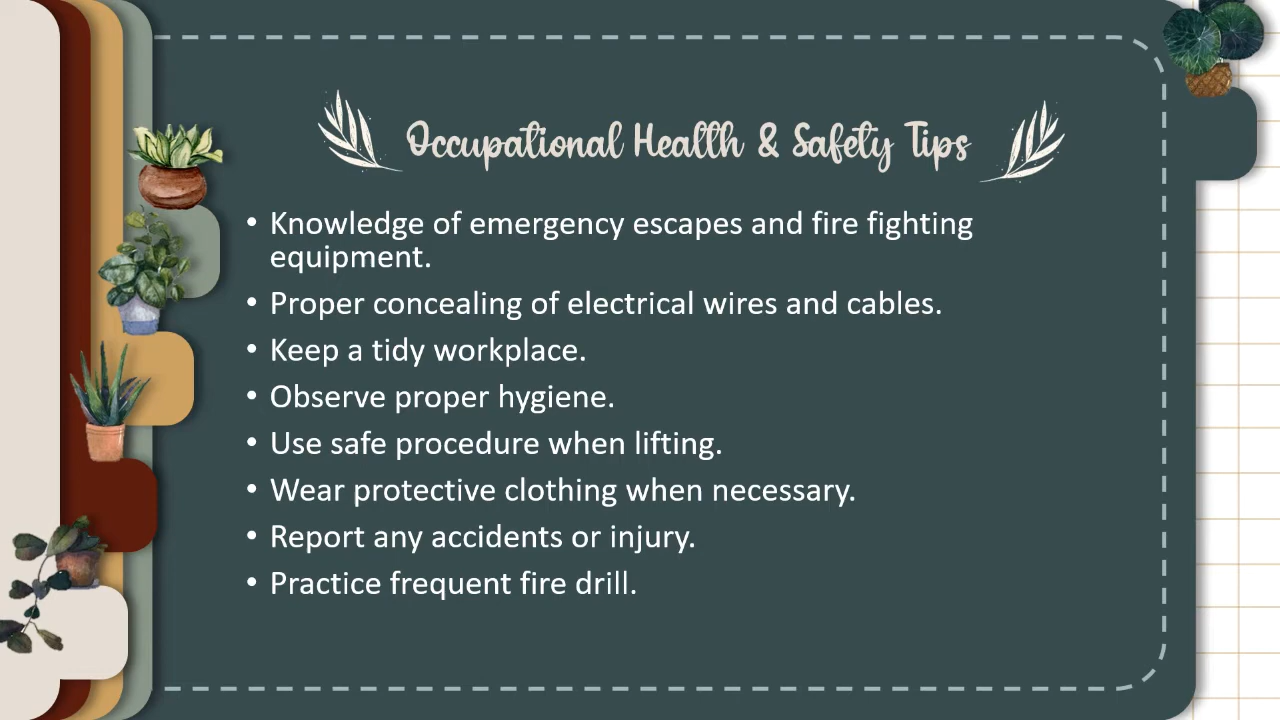 Occupational Health & Safety Tips
• Knowledge of emergency escapes and fire fighting
equipment.
• Proper concealing of electrical wires and cables.
• Keep a tidy workplace.
• Observe proper hygiene.
• Use safe procedure when lifting.
• Wear protective clothing when necessary.
• Report any accidents or injury.
• Practice frequent fire drill.